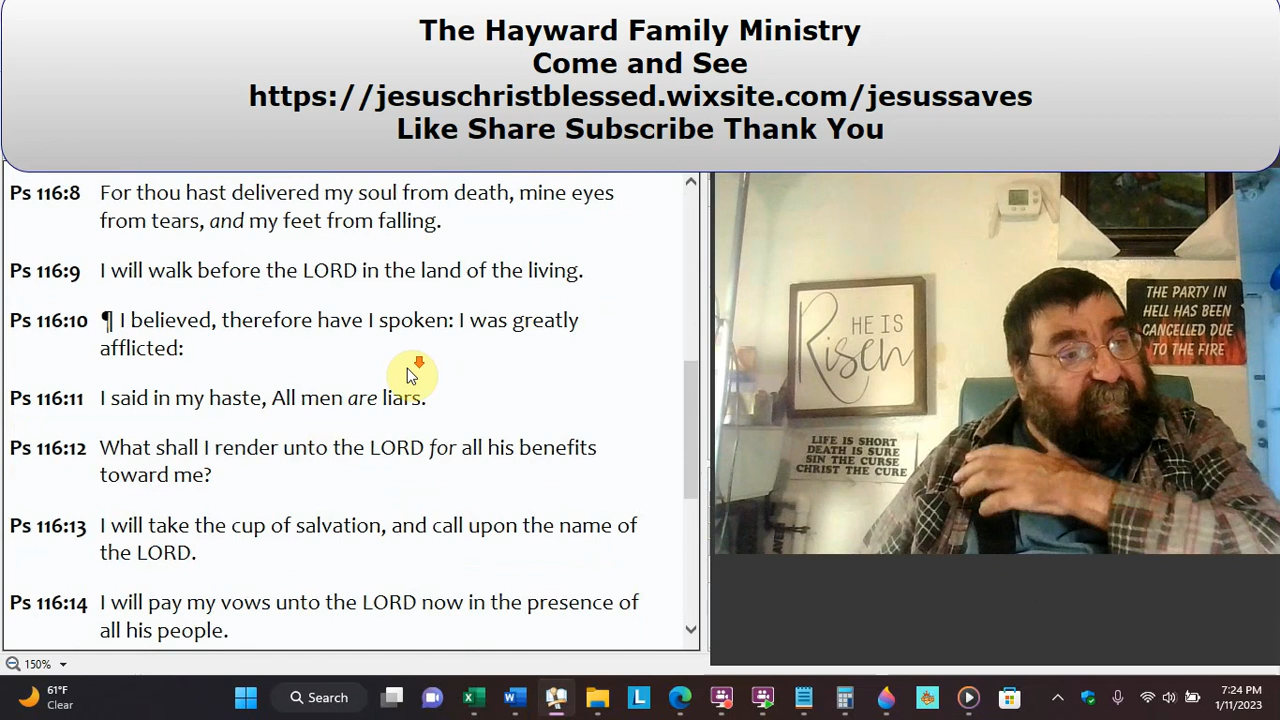 The Hayward Family Ministry
Come and See
https://jesuschristblessed.wixsite.com/jesussaves
Like Share Subscribe Thank You
Ps 116:8 For thou hast delivered my soul from death, mine eyes
from tears, and my feet from falling.
Ps 116:9 I will walk before the LORD in the land of the living.
Ps 116:10 ¶ I believed, therefore have I spoken: I was greatly
afflicted:
Ps 116:11 I said in my haste, All men are liars.
Ps 116:12 What shall I render unto the LORD for all his benefits
toward me?
Ps 116:13 I will take the cup of salvation, and call upon the name of
the LORD.
Ps 116:14 I will pay my vows unto the LORD now in the presence of
all his people.
HE IS
Risen
THE PARTY IN
HELL HAS BEEN
CANCELLED DUE
TO THE FIRE
LIFE IS SHORT
DEATH IS SURE
SIN THE CURSE
CHRIST THE CURE
150%
61°F
Clear
Search
7:24 PM
1/11/2023